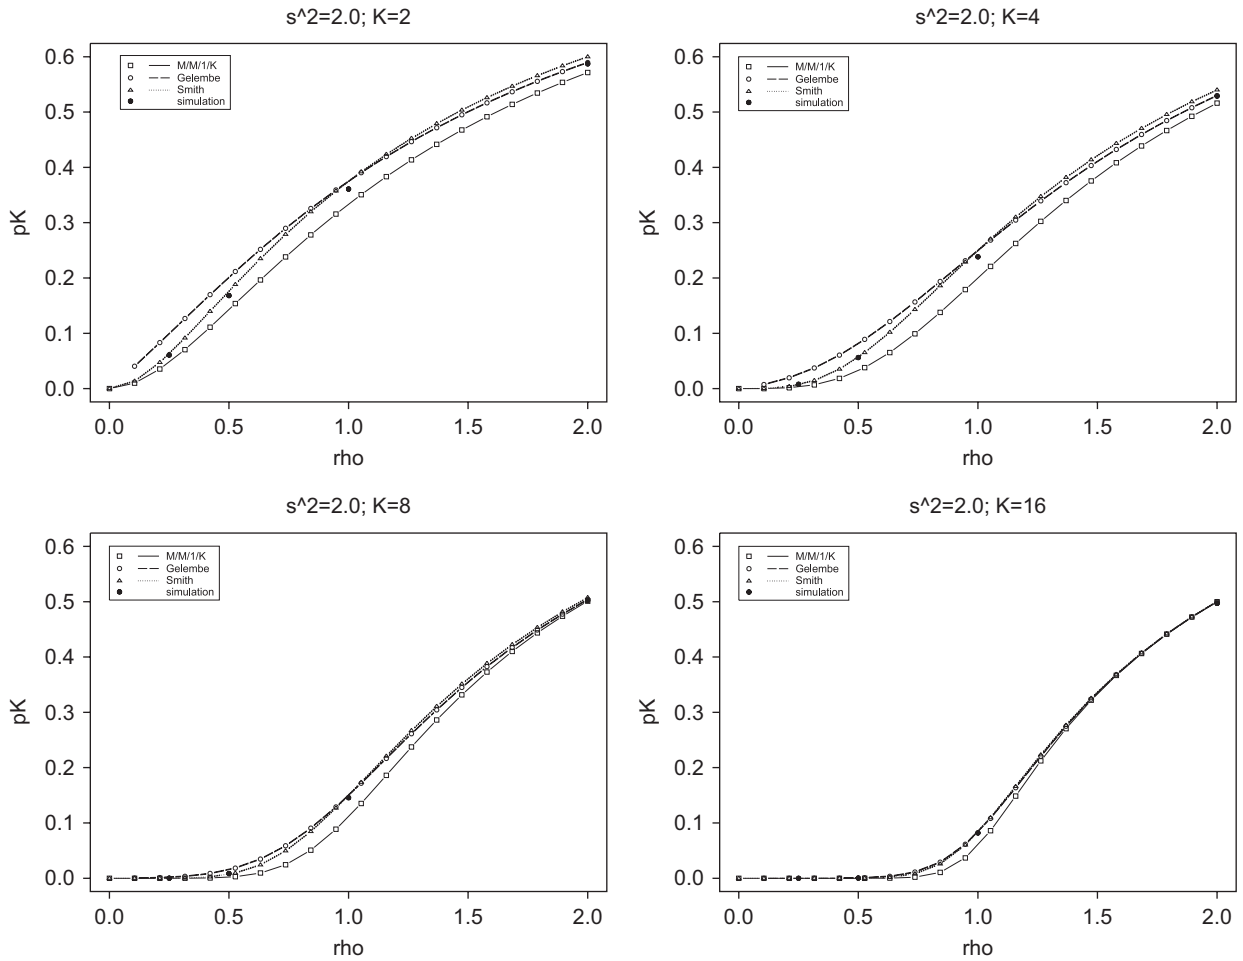 s^2=2.0; K=2
M/M/1/K
Gelembe
Smith
simulation
pK
0.6
0.5
0.4
0.3
0.2
0.1
0.0
0.0 0.5 1.0 1.5 2.0
rho
s^2=2.0; K=4
M/M/1/K
Gelembe
Smith
simulation
pK
0.6
0.5
0.4
0.3
0.2
0.1
0.0
0.0 0.5 1.0 1.5 2.0
rho
s^2=2.0; K=8
M/M/1/K
Gelembe
Smith
simulation
pK
0.6
0.5
0.4
0.3
0.2
0.1
0.0
0.0 0.5 1.0 1.5 2.0
rho
s^2=2.0; K=16
M/M/1/K
Gelembe
Smith
simulation
pK
0.6
0.5
0.4
0.3
0.2
0.1
0.0
0.0 0.5 1.0 1.5 2.0
rho